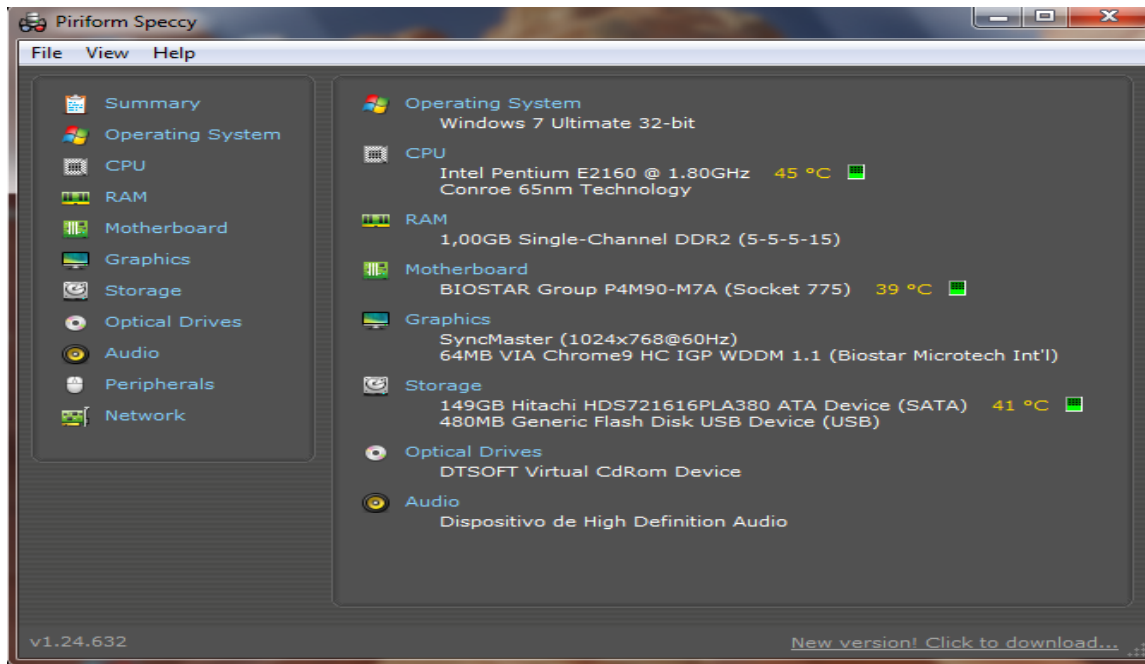 Piriform Speccy
File View Help
Summary
Operating System
CPU
RAM
Motherboard
Graphics
Storage
Optical Drives
Audio
Peripherals
Network
Operating System
Windows 7 Ultimate 32-bit
CPU
Intel Pentium E2160 @ 1.80GHz 45 °C
Conroe 65nm Technology
RAM
1,00GB Single-Channel DDR2 (5-5-5-15)
Motherboard
BIOSTAR Group P4M90-M7A (Socket 775) 39 °C
Graphics
SyncMaster (1024x768@60Hz)
64MB VIA Chrome9 HC IGP WDDM 1.1 (Biostar Microtech Int'l)
Storage
149GB Hitachi HDS721616PLA380 ATA Device (SATA) 41 °C
480MB Generic Flash Disk USB Device (USB)
Optical Drives
DTSOFT Virtual CdRom Device
Audio
Dispositivo de High Definition Audio
v1.24.632
New version! Click to download...